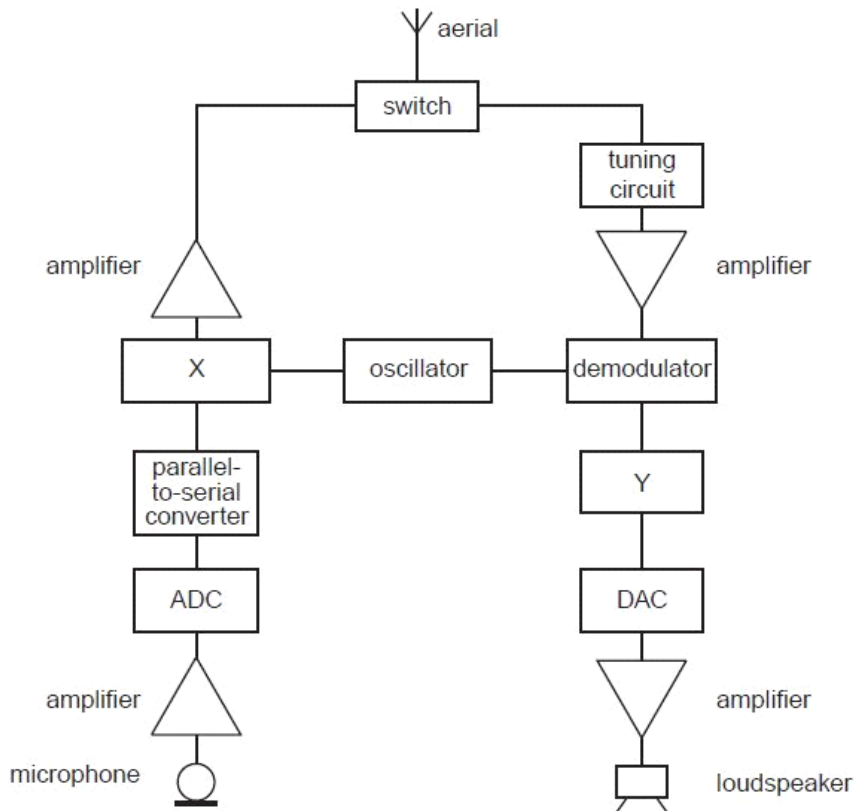 aerial
switch
tuning
circuit
amplifier
amplifier
X
oscillator
demodulator
parallel-
to-serial
converter
Y
ADC
DAC
amplifier
amplifier
microphone
loudspeaker